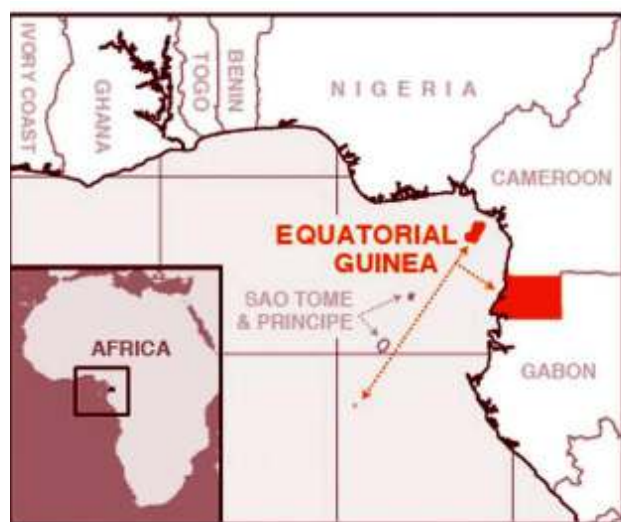 IVORY COAST
GHANA
TOGO
BENIN
NIGERIA
CAMEROON
EQUATORIAL
GUINEA
SAO TOME
& PRINCIPE
AFRICA
GABON